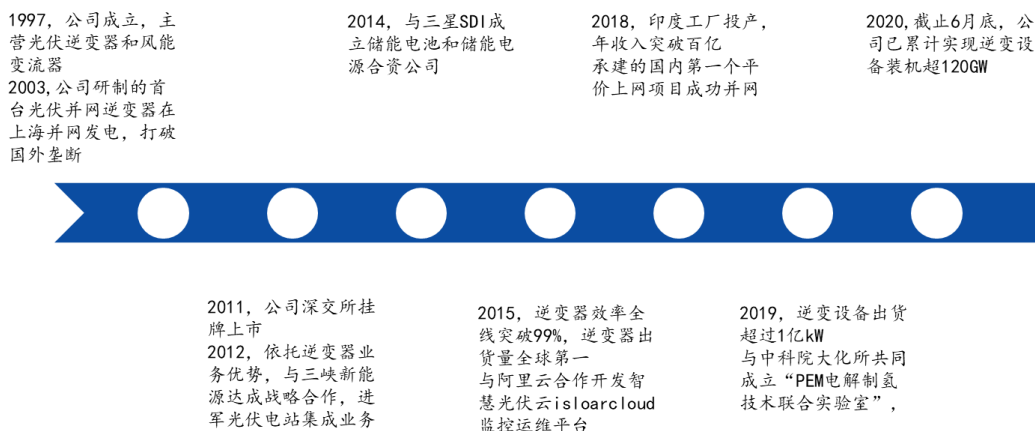 1997, 公司成立, 主
营光伏逆变器和风能
变流器
2003,公司研制的首
台光伏并网逆变器在
上海并网发电, 打破
国外垄断
2011, 公司深交所挂
牌上市
2012, 依托逆变器业
务优势, 与三峡新能
源达成战略合作, 进
军光伏电站集成业务
2014, 与三星SDI成
立储能电池和储能电
源合资公司
2015, 逆变器效率全
线突破99%, 逆变器出
货量全球第一
与阿里云合作开发智
慧光伏云isloarcloud
监控运维平台
2018, 印度工厂投产,
年收入突破百亿
承建的国内第一个平
价上网项目成功并网
2019, 逆变设备出货
超过1亿kW
与中科院大化所共同
成立“PEM电解制氢
技术联合实验室”,
2020,截止6月底, 公
司已累计实现逆变设
备装机超120GW